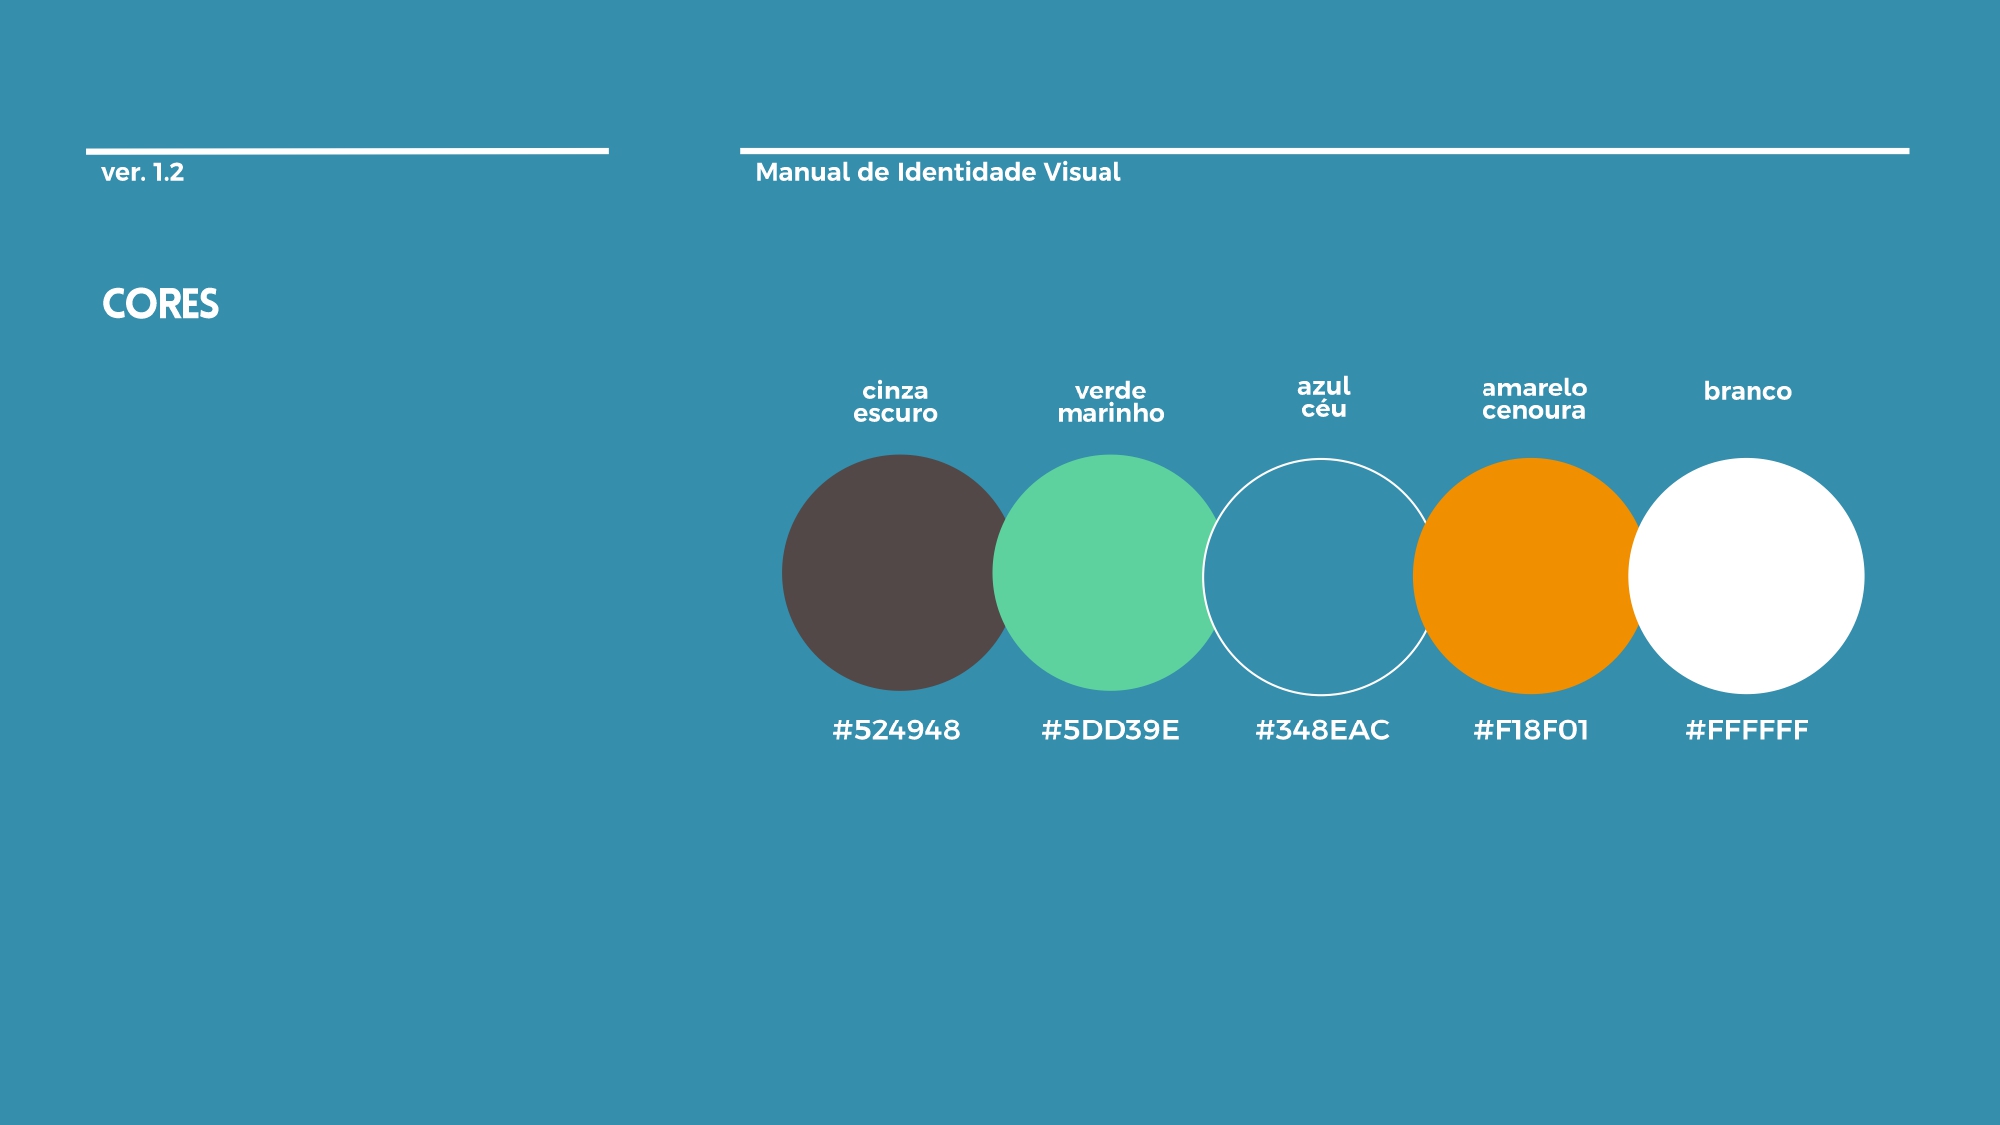 ver. 1.2
Manual de Identidade Visual
CORES
cinza
escuro
verde
marinho
azul
céu
amarelo
cenoura
branco
#524948
#5DD39E
#348EAC
#F18F01
#FFFFFF